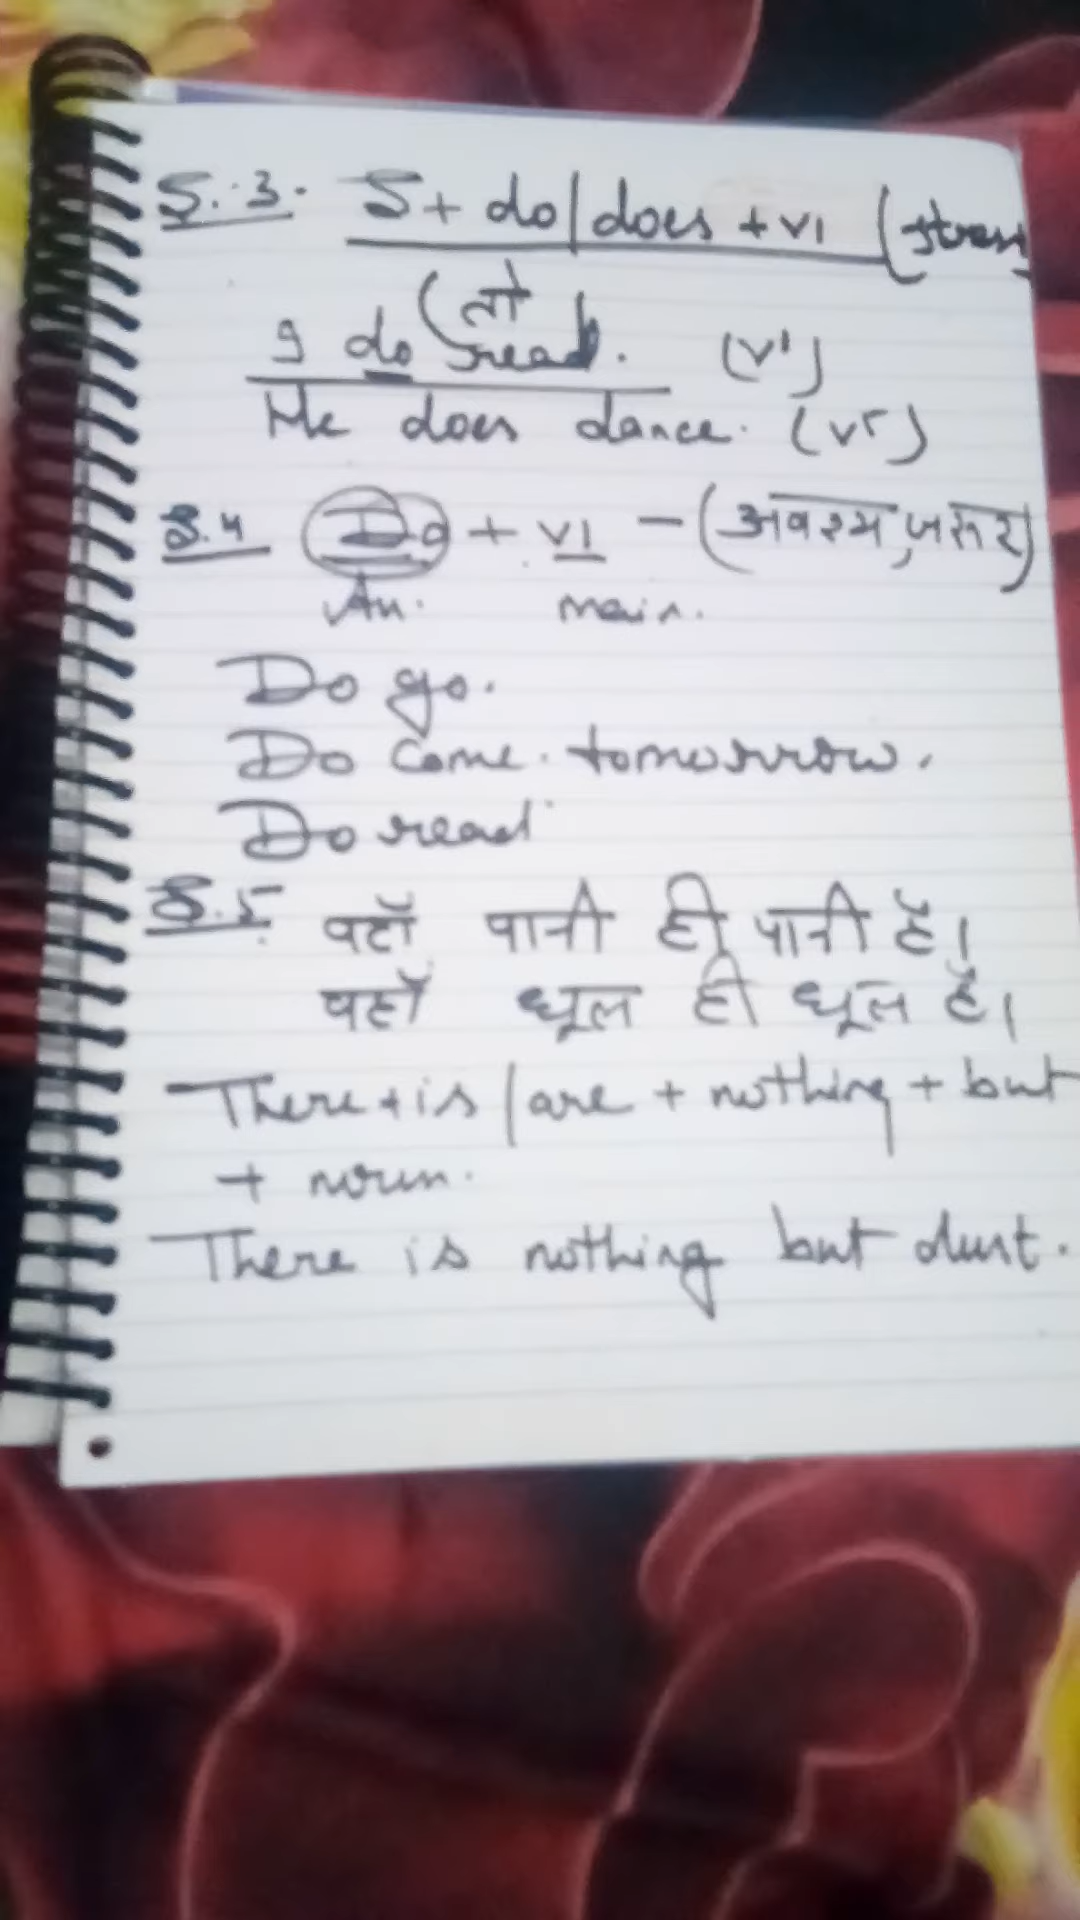 S.3. S + do/does + V1 (stress
(तो
I do read. (V1)
He does dance. (V5)
S.4 Do + V1 - (अवश्य, जरूर)
Au. main.
Do go.
Do come. tomorrow.
Do read
S.5. वहाँ पानी ही पानी है।
यहाँ धूल ही धूल है।
There + is / are + nothing + but
+ noun.
There is nothing but dust.